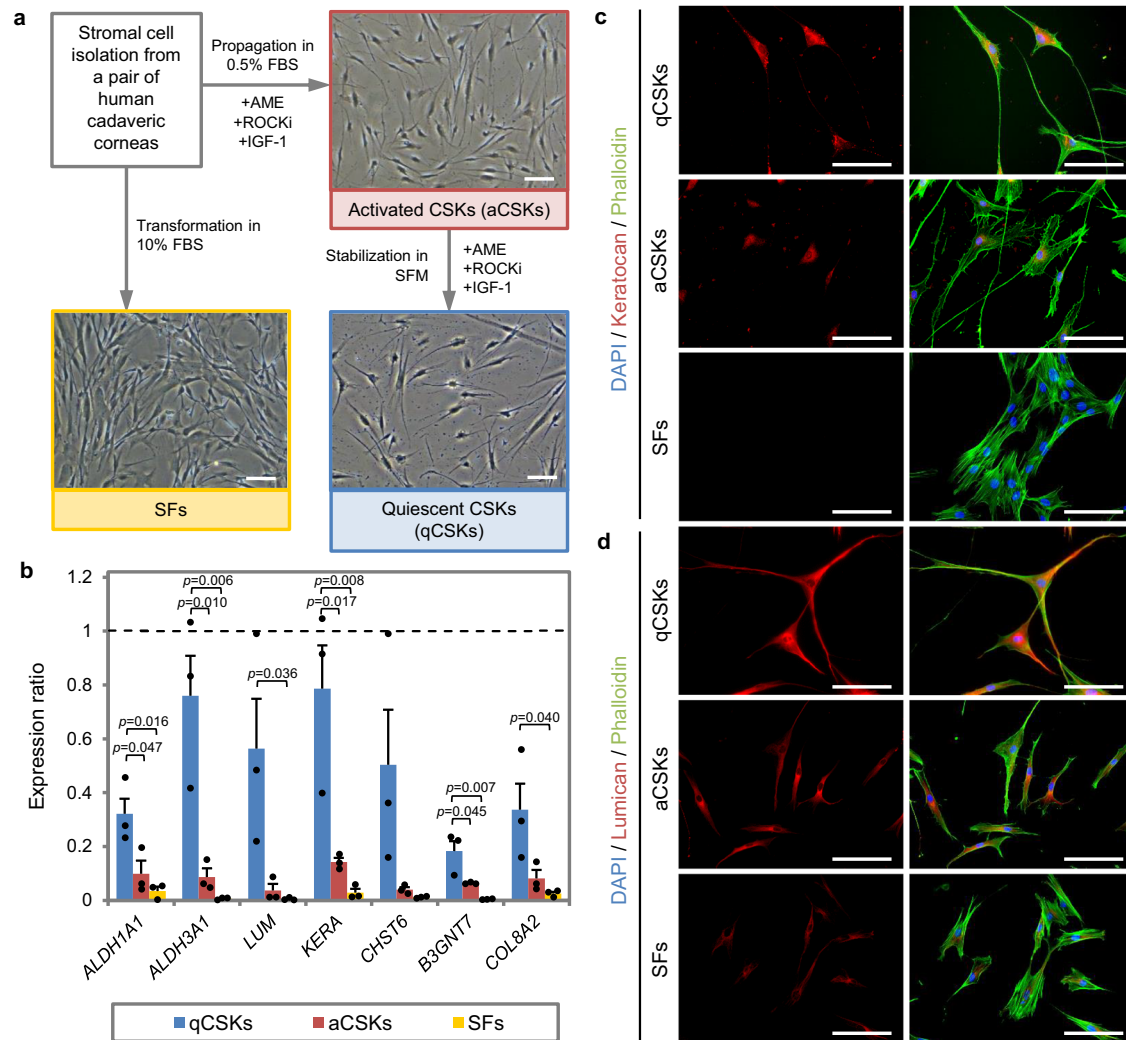 a
Stromal cell
isolation from
a pair of
human
cadaveric
corneas
Propagation in
0.5% FBS
+AME
+ROCKi
+IGF-1
Activated CSKs (aCSKs)
Transformation in
10% FBS
Stabilization in
SFM
+AME
+ROCKi
+IGF-1
SFs
Quiescent CSKs
(qCSKs)
b
Expression ratio
1.2
1
0.8
0.6
0.4
0.2
0
p=0.016
p=0.047
p=0.006
p=0.010
p=0.036
p=0.008
p=0.017
p=0.007
p=0.045
p=0.040
ALDH1A1
ALDH3A1
LUM
KERA
CHST6
B3GNT7
COL8A2
qCSKs
aCSKs
SFs
c
DAPI / Keratocan / Phalloidin
qCSKs
aCSKs
SFs
d
DAPI / Lumican / Phalloidin
qCSKs
aCSKs
SFs